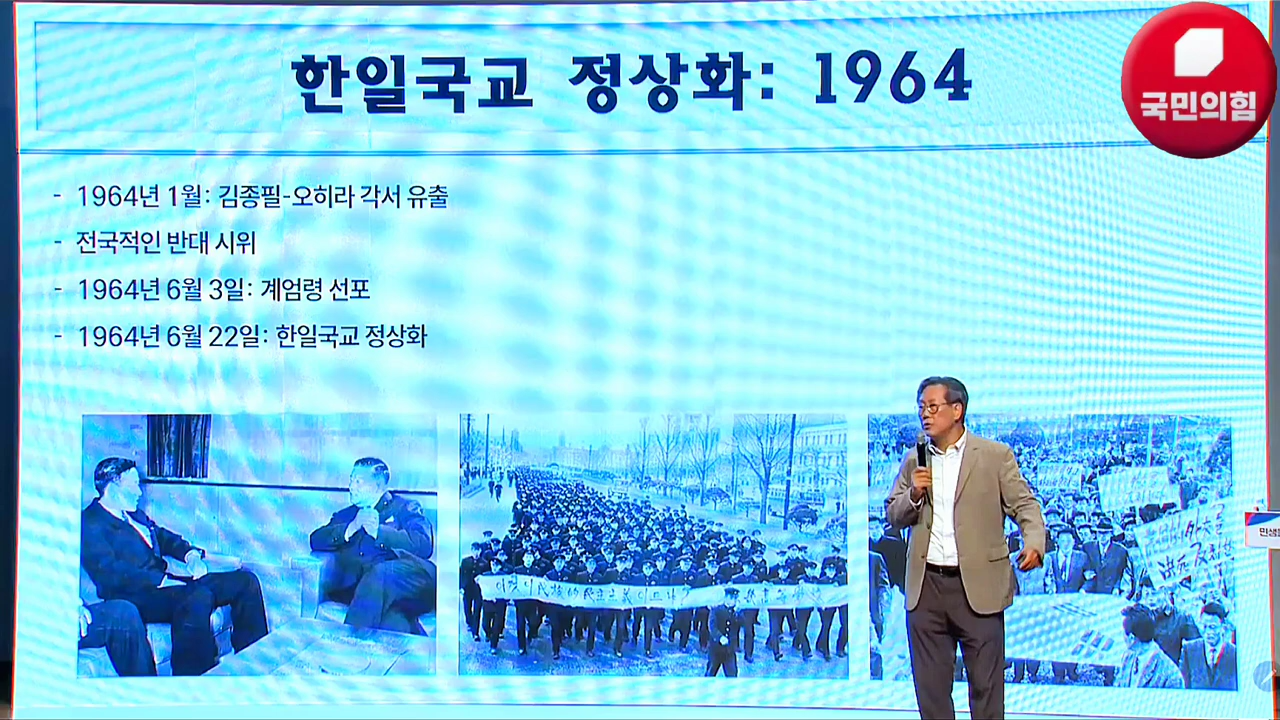 한일국교 정상화: 1964
국민의힘
- 1964년 1월: 김종필-오히라 각서 유출
- 전국적인 반대 시위
- 1964년 6월 3일: 계엄령 선포
- 1964년 6월 22일: 한일국교 정상화
민생